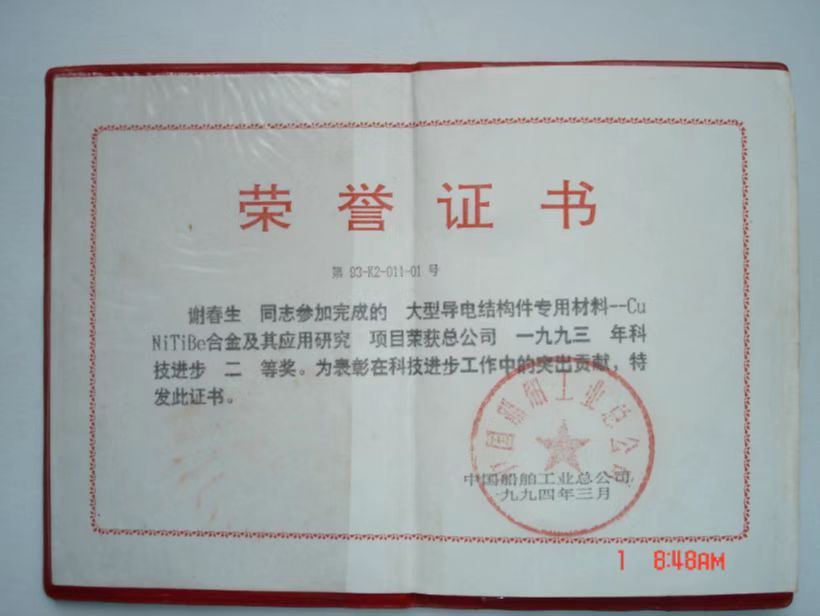 荣誉证书
第 93-K2-011-01 号
谢春生 同志参加完成的 大型导电结构件专用材料--Cu
NiTiBe合金及其应用研究 项目荣获总公司 一九九三 年科
技进步 二 等奖。为表彰在科技进步工作中的突出贡献，特
发此证书。
中国船舶工业总公司
中国船舶工业总公司
一九九四年三月
1 8:48AM